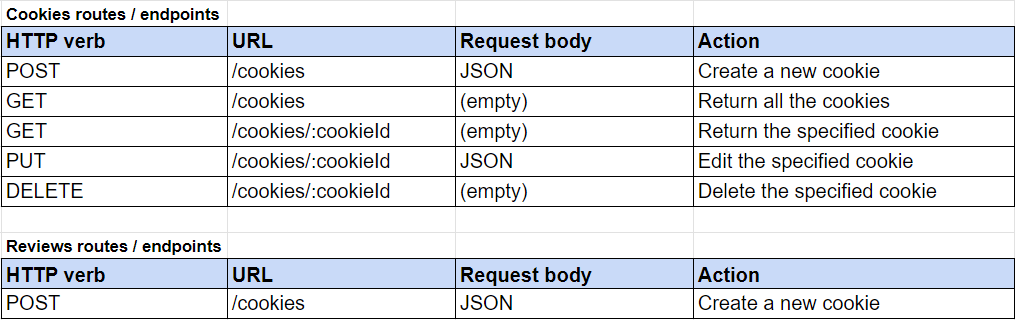 Cookies routes / endpoints
HTTP verb URL Request body Action
POST /cookies JSON Create a new cookie
GET /cookies (empty) Return all the cookies
GET /cookies/:cookieId (empty) Return the specified cookie
PUT /cookies/:cookieId JSON Edit the specified cookie
DELETE /cookies/:cookieId (empty) Delete the specified cookie
Reviews routes / endpoints
HTTP verb URL Request body Action
POST /cookies JSON Create a new cookie